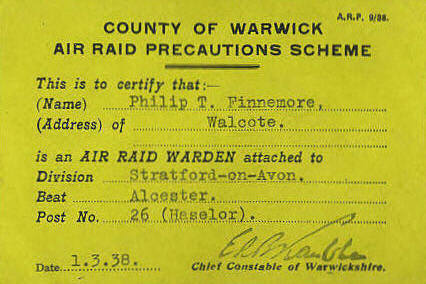 A.R.P. 9/38.
COUNTY OF WARWICK
AIR RAID PRECAUTIONS SCHEME
This is to certify that:—
(Name) Philip T. Finnemore.
(Address) of Walcote.
is an AIR RAID WARDEN attached to
Division Stratford-on-Avon.
Beat Alcester.
Post No. 26 (Haselor).
Date 1.3.38.
Chief Constable of Warwickshire.